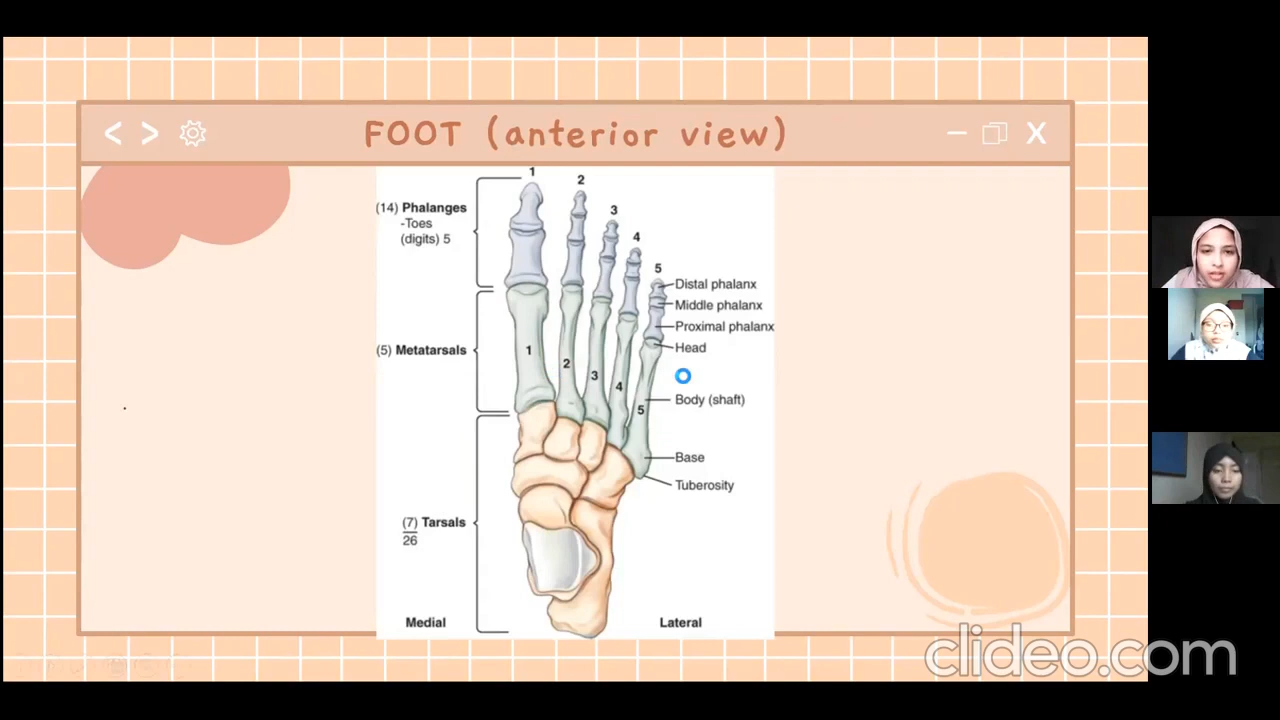 FOOT (anterior view)
1
2
3
4
5
(14) Phalanges
-Toes
(digits) 5
Distal phalanx
Middle phalanx
Proximal phalanx
Head
(5) Metatarsals
1
2
3
4
5
Body (shaft)
Base
Tuberosity
(7) Tarsals
26
Medial
Lateral
clideo.com